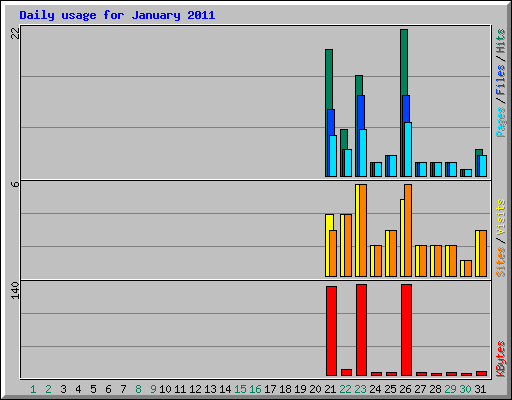 Daily usage for January 2011
22
Pages / Files / Hits
6
Sites / Visits
140
KBytes
1 2 3 4 5 6 7 8 9 10 11 12 13 14 15 16 17 18 19 20 21 22 23 24 25 26 27 28 29 30 31